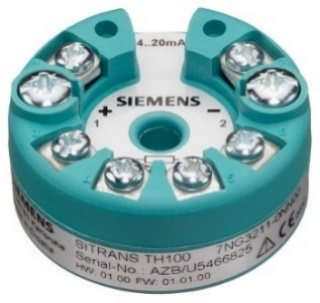 4..20mA
SIEMENS
1 + − 2
SITRANS TH100 7NG3211-0
Serial-No.: AZB/U5466825
HW: 01.00 FW: 01.01.00